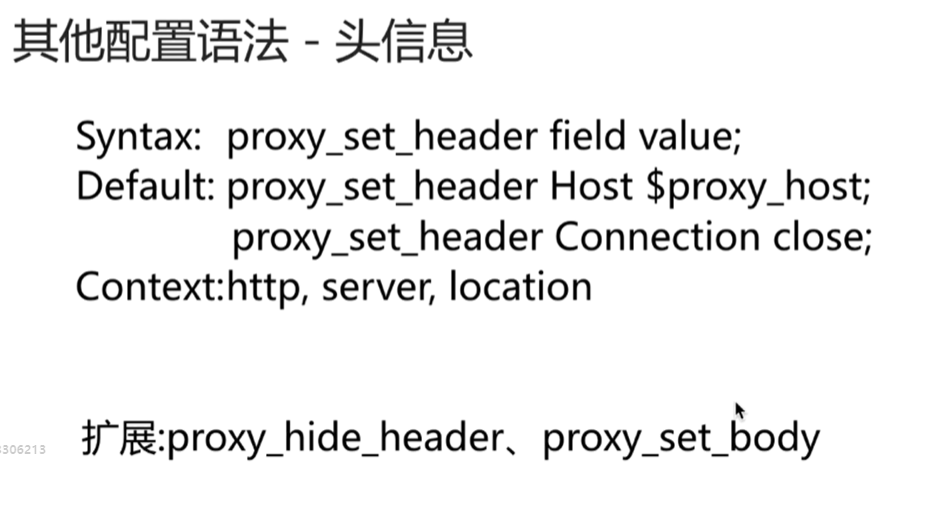 其他配置语法 - 头信息
Syntax: proxy_set_header field value;
Default: proxy_set_header Host $proxy_host;
proxy_set_header Connection close;
Context:http, server, location
扩展:proxy_hide_header、proxy_set_body
306213